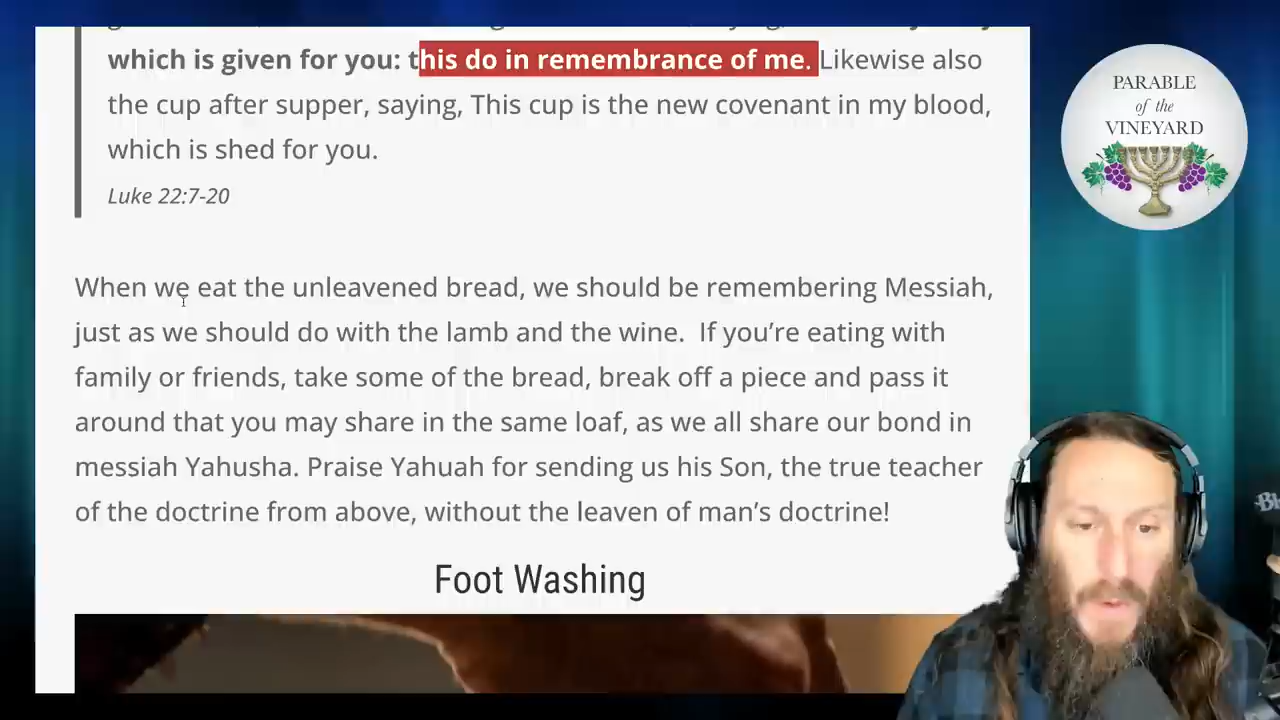 which is given for you: this do in remembrance of me. Likewise also
the cup after supper, saying, This cup is the new covenant in my blood,
which is shed for you.
Luke 22:7-20
When we eat the unleavened bread, we should be remembering Messiah,
just as we should do with the lamb and the wine.  If you’re eating with
family or friends, take some of the bread, break off a piece and pass it
around that you may share in the same loaf, as we all share our bond in
messiah Yahusha. Praise Yahuah for sending us his Son, the true teacher
of the doctrine from above, without the leaven of man’s doctrine!
Foot Washing
PARABLE
of the
VINEYARD